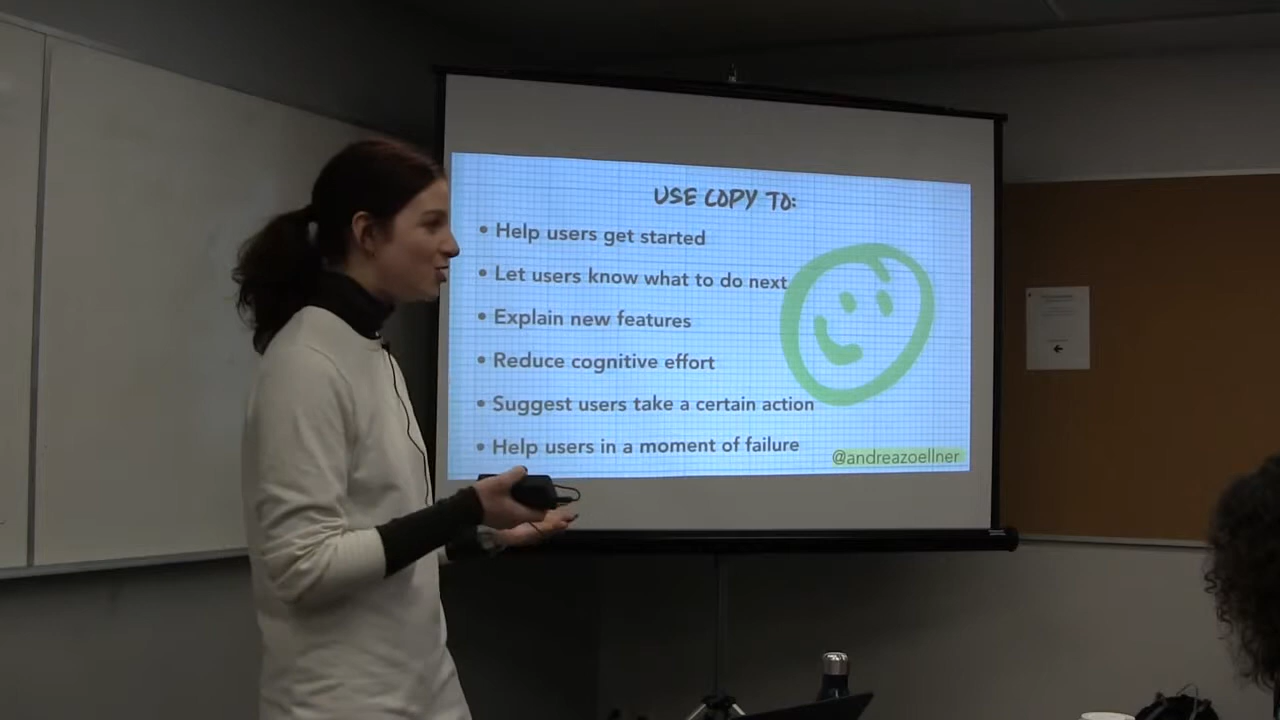 USE COPY TO:
• Help users get started
• Let users know what to do next
• Explain new features
• Reduce cognitive effort
• Suggest users take a certain action
• Help users in a moment of failure
@andreazoellner